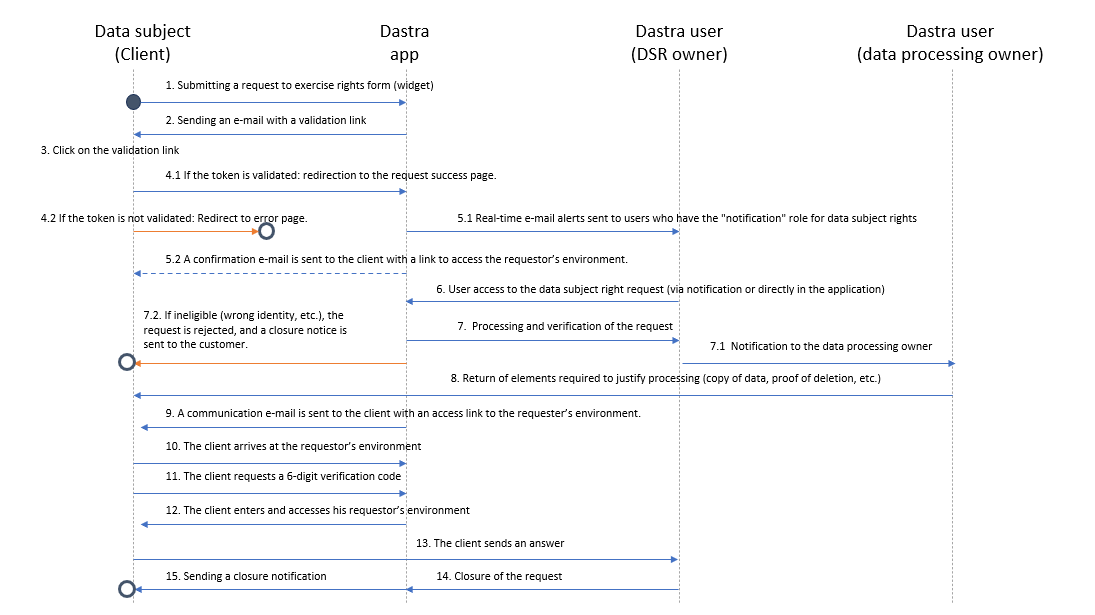 Data subject
(Client)
Dastra
app
Dastra user
(DSR owner)
Dastra user
(data processing owner)
1. Submitting a request to exercise rights form (widget)
2. Sending an e-mail with a validation link
3. Click on the validation link
4.1 If the token is validated: redirection to the request success page.
4.2 If the token is not validated: Redirect to error page.
5.1 Real-time e-mail alerts sent to users who have the "notification" role for data subject rights
5.2 A confirmation e-mail is sent to the client with a link to access the requestor’s environment.
6. User access to the data subject right request (via notification or directly in the application)
7.2. If ineligible (wrong identity, etc.), the
request is rejected, and a closure notice is
sent to the customer.
7. Processing and verification of the request
7.1 Notification to the data processing owner
8. Return of elements required to justify processing (copy of data, proof of deletion, etc.)
9. A communication e-mail is sent to the client with an access link to the requester’s environment.
10. The client arrives at the requestor’s environment
11. The client requests a 6-digit verification code
12. The client enters and accesses his requestor’s environment
13. The client sends an answer
15. Sending a closure notification
14. Closure of the request